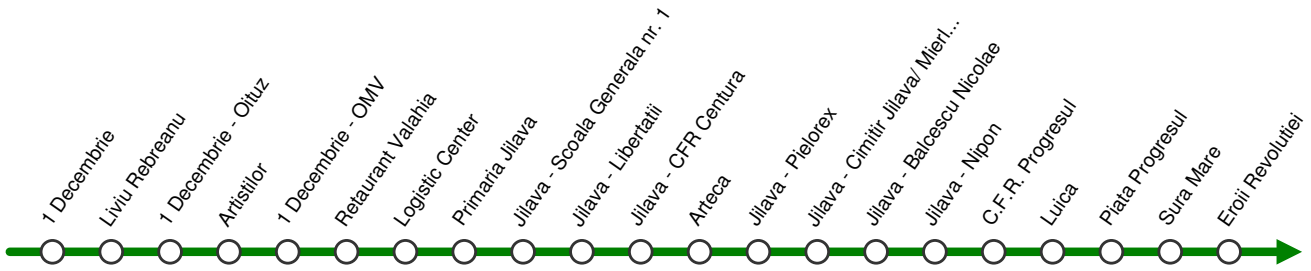 1 Decembrie
Liviu Rebreanu
1 Decembrie - Oituz
Artistilor
1 Decembrie - OMV
Retaurant Valahia
Logistic Center
Primaria Jilava
Jilava - Scoala Generala nr. 1
Jilava - Libertatii
Jilava - CFR Centura
Arteca
Jilava - Pielorex
Jilava - Cimitir Jilava/ Mierl...
Jilava - Balcescu Nicolae
Jilava - Nipon
C.F.R. Progresul
Luica
Piata Progresul
Sura Mare
Eroii Revolutiei